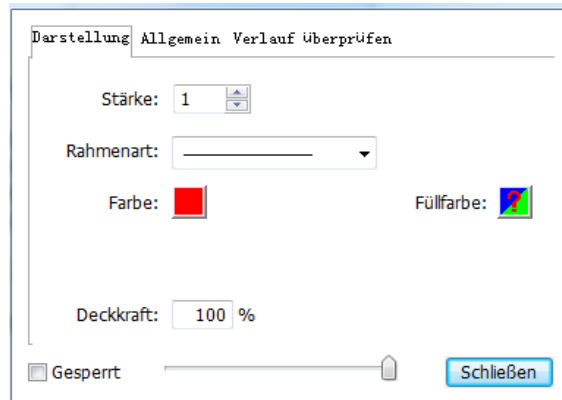 Darstellung Allgemein Verlauf überprüfen
Stärke: 1
Rahmenart:
Farbe: Füllfarbe: ?
Deckkraft: 100 %
Gesperrt Schließen